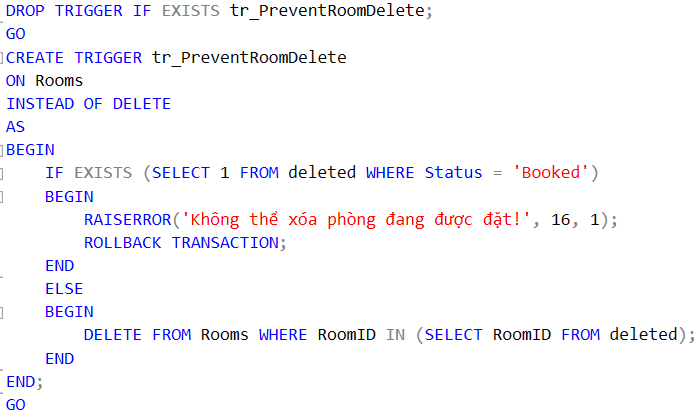 DROP TRIGGER IF EXISTS tr_PreventRoomDelete;
GO
CREATE TRIGGER tr_PreventRoomDelete
ON Rooms
INSTEAD OF DELETE
AS
BEGIN
    IF EXISTS (SELECT 1 FROM deleted WHERE Status = 'Booked')
    BEGIN
        RAISERROR('Không thể xóa phòng đang được đặt!', 16, 1);
        ROLLBACK TRANSACTION;
    END
    ELSE
    BEGIN
        DELETE FROM Rooms WHERE RoomID IN (SELECT RoomID FROM deleted);
    END
END;
GO